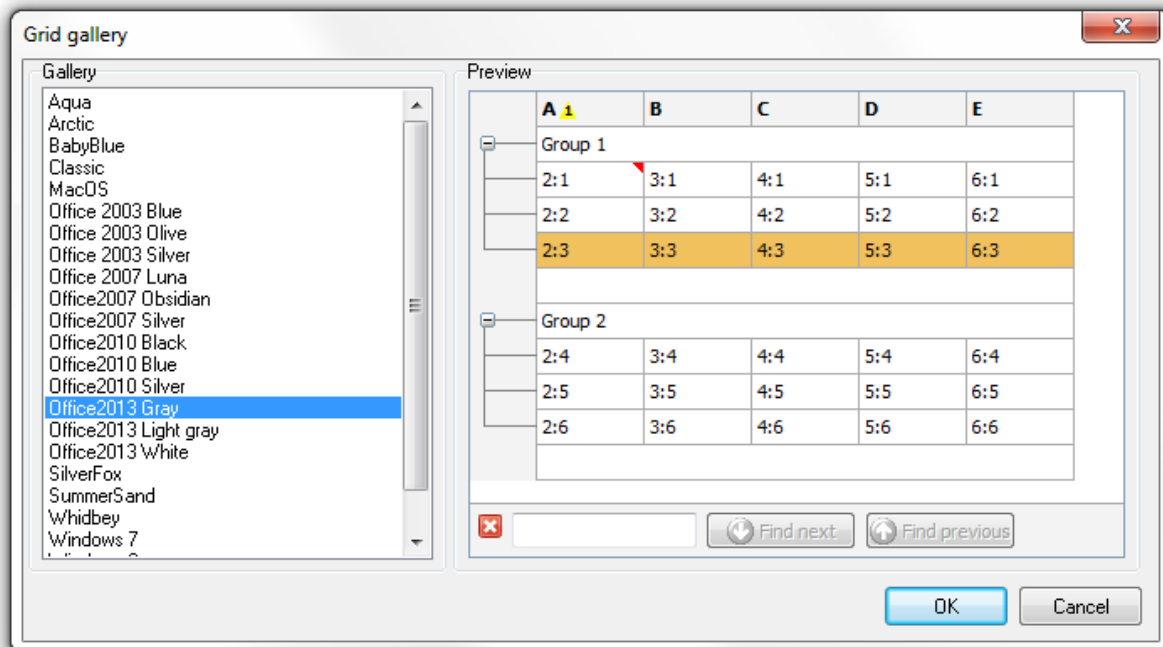 Grid gallery
Gallery
Aqua
Arctic
BabyBlue
Classic
MacOS
Office 2003 Blue
Office 2003 Olive
Office 2003 Silver
Office 2007 Luna
Office2007 Obsidian
Office2007 Silver
Office2010 Black
Office2010 Blue
Office2010 Silver
Office2013 Gray
Office2013 Light gray
Office2013 White
SilverFox
SummerSand
Whidbey
Windows 7
Preview
A 1 B C D E
Group 1
2:1 3:1 4:1 5:1 6:1
2:2 3:2 4:2 5:2 6:2
2:3 3:3 4:3 5:3 6:3
Group 2
2:4 3:4 4:4 5:4 6:4
2:5 3:5 4:5 5:5 6:5
2:6 3:6 4:6 5:6 6:6
Find next Find previous
OK Cancel